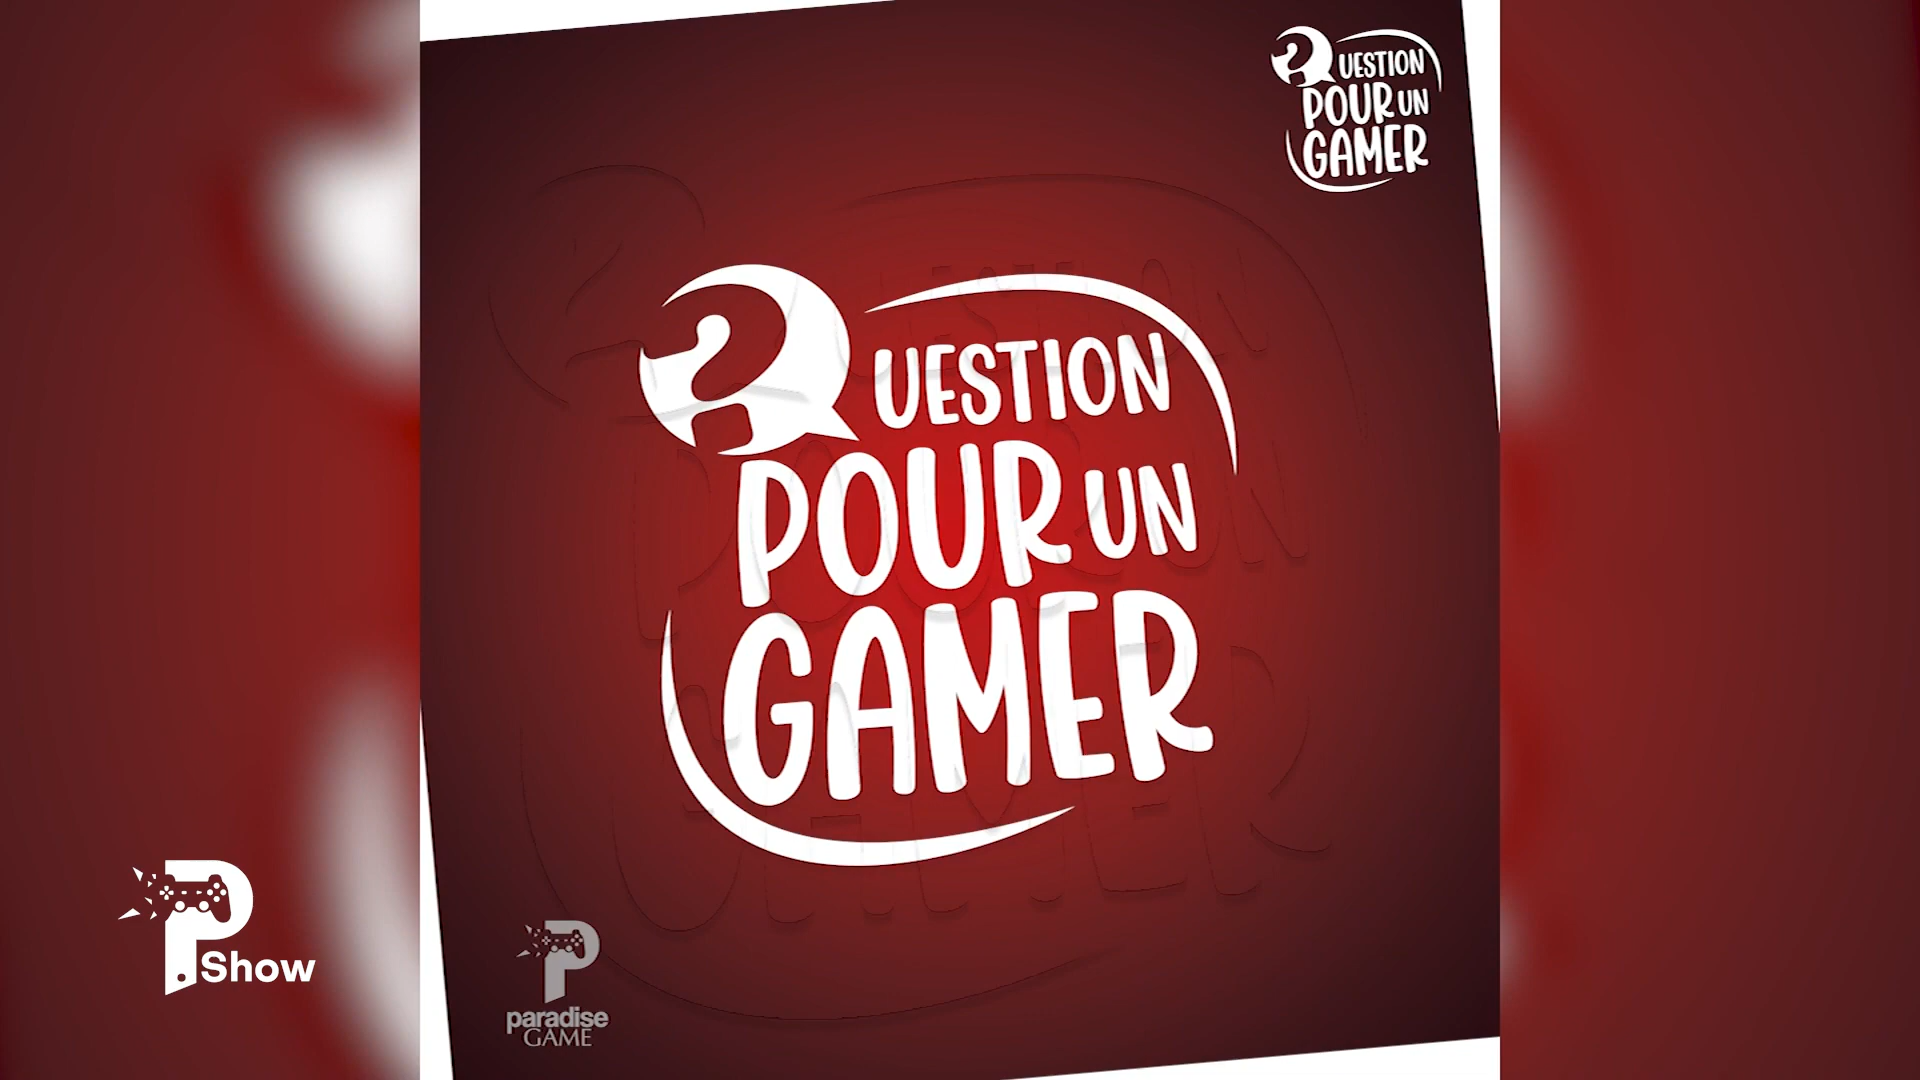 QUESTION
POUR UN
GAMER
QUESTION
POUR UN
GAMER
P.Show
paradise
GAME